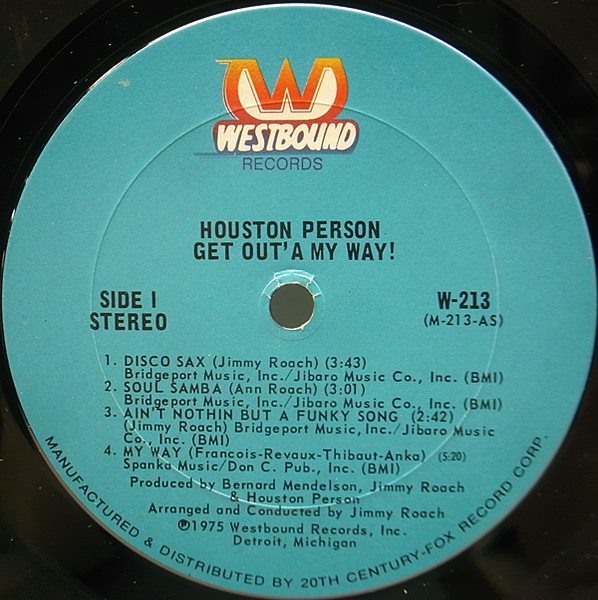 W
WESTBOUND
RECORDS
HOUSTON PERSON
GET OUT'A MY WAY!
SIDE I
STEREO
W-213
(M-213-AS)
1. DISCO SAX (Jimmy Roach) (3:43)
Bridgeport Music, Inc./Jibaro Music Co., Inc. (BMI)
2. SOUL SAMBA (Ann Roach) (3:01)
Bridgeport Music, Inc./Jibaro Music Co., Inc. (BMI)
3. AIN'T NOTHIN BUT A FUNKY SONG (2:42)
(Jimmy Roach) Bridgeport Music, Inc./Jibaro Music
Co., Inc. (BMI)
4. MY WAY (Francois-Revaux-Thibaut-Anka) (5:20)
Spanka Music/Don C. Pub., Inc. (BMI)
Produced by Bernard Mendelson, Jimmy Roach
& Houston Person
Arranged and Conducted by Jimmy Roach
℗1975 Westbound Records, Inc.
Detroit, Michigan
MANUFACTURED & DISTRIBUTED BY 20TH CENTURY-FOX RECORD CORP.